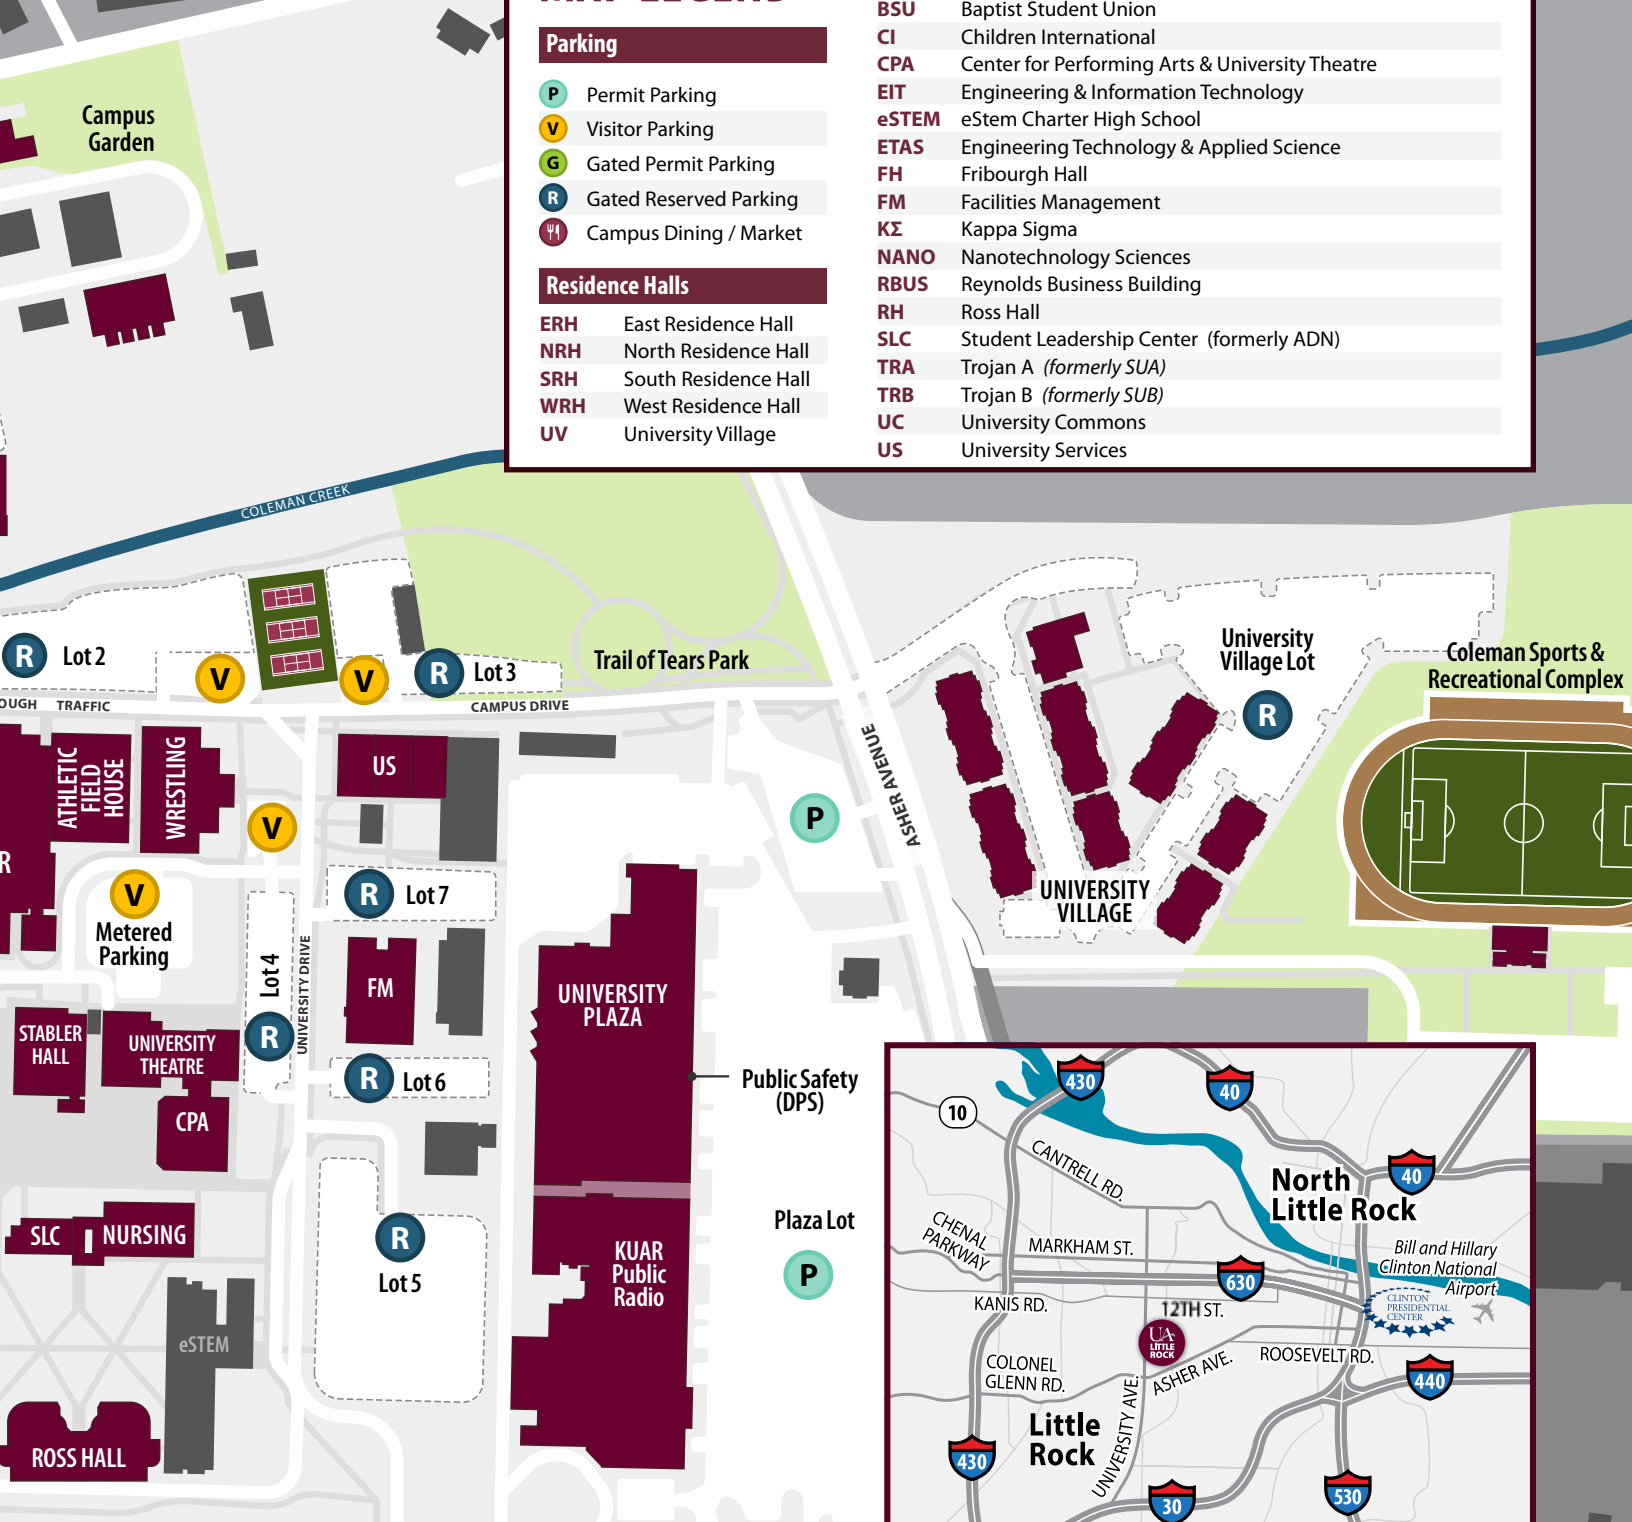 Parking
P Permit Parking
V Visitor Parking
G Gated Permit Parking
R Gated Reserved Parking
Campus Dining / Market
Residence Halls
ERH East Residence Hall
NRH North Residence Hall
SRH South Residence Hall
WRH West Residence Hall
UV University Village
BSU Baptist Student Union
CI Children International
CPA Center for Performing Arts & University Theatre
EIT Engineering & Information Technology
eSTEM eStem Charter High School
ETAS Engineering Technology & Applied Science
FH Fribourgh Hall
FM Facilities Management
ΚΣ Kappa Sigma
NANO Nanotechnology Sciences
RBUS Reynolds Business Building
RH Ross Hall
SLC Student Leadership Center (formerly ADN)
TRA Trojan A (formerly SUA)
TRB Trojan B (formerly SUB)
UC University Commons
US University Services
Campus
Garden
COLEMAN CREEK
R Lot 2
V
V
R Lot 3
Trail of Tears Park
OUGH TRAFFIC
CAMPUS DRIVE
University
Village Lot
R
Coleman Sports &
Recreational Complex
ATHLETIC
FIELD
HOUSE
WRESTLING
US
V
P
ASHER AVENUE
R
V
Metered
Parking
R Lot 7
UNIVERSITY
VILLAGE
Lot 4
R
UNIVERSITY DRIVE
FM
UNIVERSITY
PLAZA
STABLER
HALL
UNIVERSITY
THEATRE
CPA
R Lot 6
Public Safety
(DPS)
SLC
NURSING
R
Lot 5
KUAR
Public
Radio
Plaza Lot
P
eSTEM
ROSS HALL
430
40
10
CANTRELL RD.
North
Little Rock
40
CHENAL
PARKWAY
MARKHAM ST.
Bill and Hillary
Clinton National
Airport
630
KANIS RD.
12TH ST.
CLINTON
PRESIDENTIAL
CENTER
UA
LITTLE
ROCK
COLONEL
GLENN RD.
ASHER AVE.
ROOSEVELT RD.
440
UNIVERSITY AVE.
Little
Rock
430
30
530